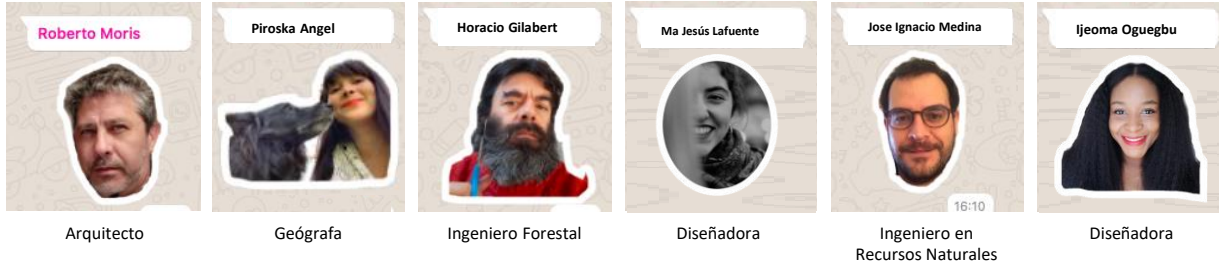 Roberto Moris
Piroska Angel
Horacio Gilabert
Ma Jesús Lafuente
Jose Ignacio Medina
Ijeoma Oguegbu
16:10
Arquitecto
Geógrafa
Ingeniero Forestal
Diseñadora
Ingeniero en
Recursos Naturales
Diseñadora